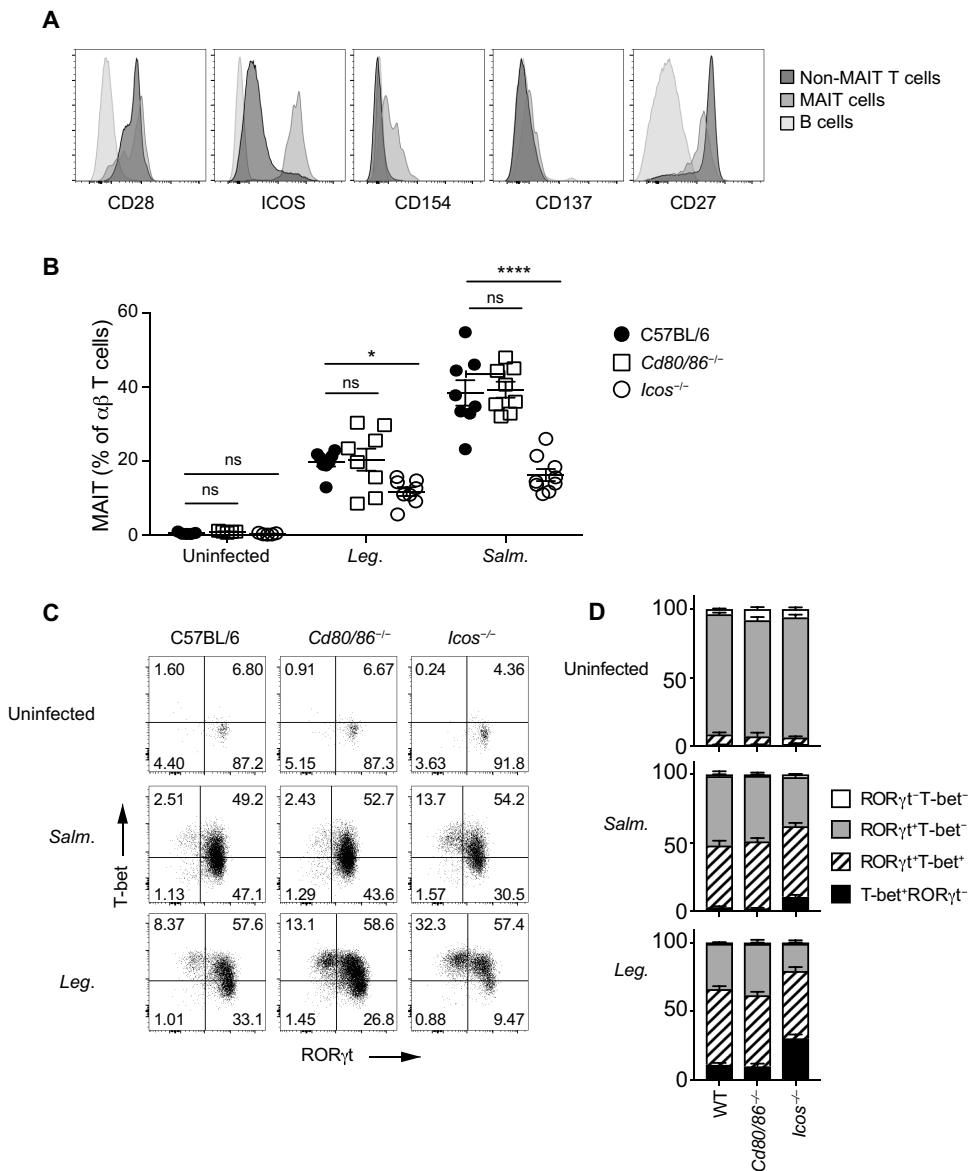 A
Non-MAIT T cells
MAIT cells
B cells
CD28
ICOS
CD154
CD137
CD27
B
MAIT (% of αβ T cells)
60
40
20
0
ns
ns
ns
*
ns
****
Uninfected
Leg.
Salm.
C57BL/6
Cd80/86⁻/⁻
Icos⁻/⁻
C
C57BL/6
Cd80/86⁻/⁻
Icos⁻/⁻
Uninfected
1.60 6.80
4.40 87.2
0.91 6.67
5.15 87.3
0.24 4.36
3.63 91.8
Salm.
2.51 49.2
1.13 47.1
2.43 52.7
1.29 43.6
13.7 54.2
1.57 30.5
Leg.
8.37 57.6
1.01 33.1
13.1 58.6
1.45 26.8
32.3 57.4
0.88 9.47
T-bet
RORγt
D
Uninfected
100
50
0
Salm.
100
50
0
Leg.
100
50
0
WT
Cd80/86⁻/⁻
Icos⁻/⁻
RORγt⁻T-bet⁻
RORγt⁺T-bet⁻
RORγt⁺T-bet⁺
T-bet⁺RORγt⁻